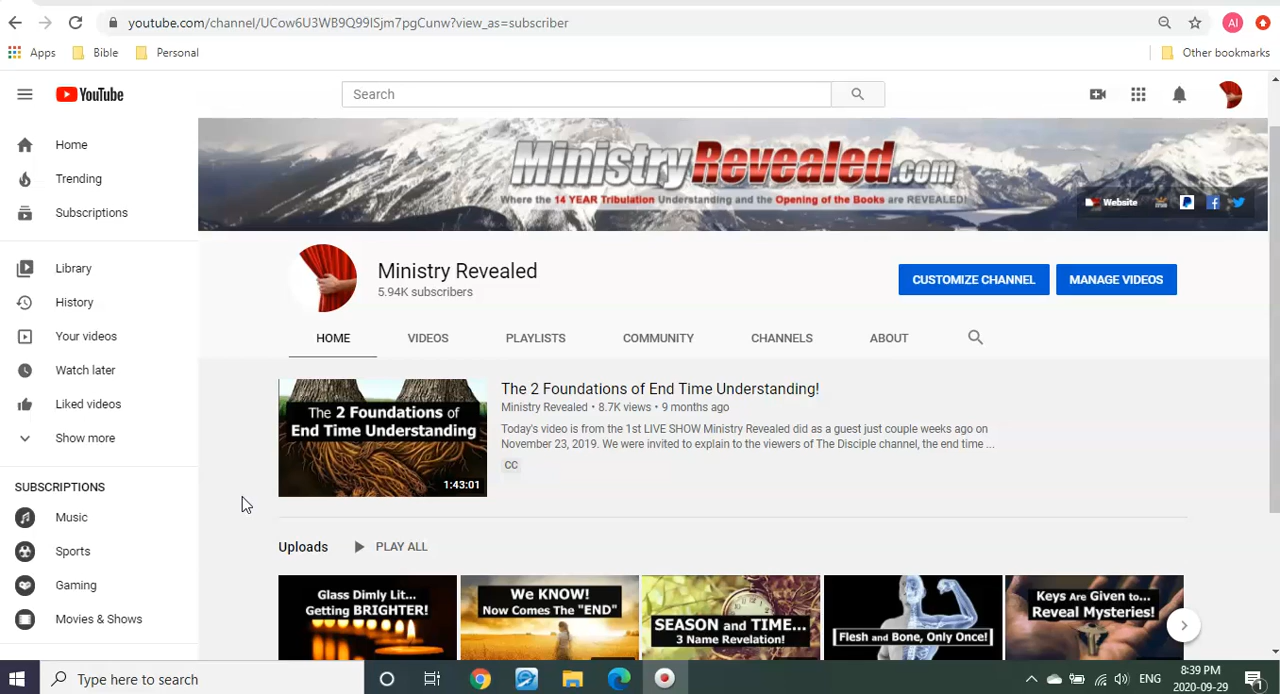 youtube.com/channel/UCow6U3WB9Q99ISjm7pgCunw?view_as=subscriber
AI
Apps Bible Personal Other bookmarks
YouTube
Search
Home
Trending
Subscriptions
Library
History
Your videos
Watch later
Liked videos
Show more
SUBSCRIPTIONS
Music
Sports
Gaming
Movies & Shows
MinistryRevealed.com
Where the 14 YEAR Tribulation Understanding and the Opening of the Books are REVEALED!
Website
Ministry Revealed
5.94K subscribers
CUSTOMIZE CHANNEL MANAGE VIDEOS
HOME VIDEOS PLAYLISTS COMMUNITY CHANNELS ABOUT
The 2 Foundations of
End Time Understanding
1:43:01
The 2 Foundations of End Time Understanding!
Ministry Revealed • 8.7K views • 9 months ago
Today's video is from the 1st LIVE SHOW Ministry Revealed did as a guest just couple weeks ago on
November 23, 2019. We were invited to explain to the viewers of The Disciple channel, the end time ...
CC
Uploads PLAY ALL
Glass Dimly Lit...
Getting BRIGHTER!
We KNOW!
Now Comes The "END"
SEASON and TIME...
3 Name Revelation!
Flesh and Bone, Only Once!
Keys Are Given to...
Reveal Mysteries!
Type here to search
ENG
8:39 PM
2020-09-29
1